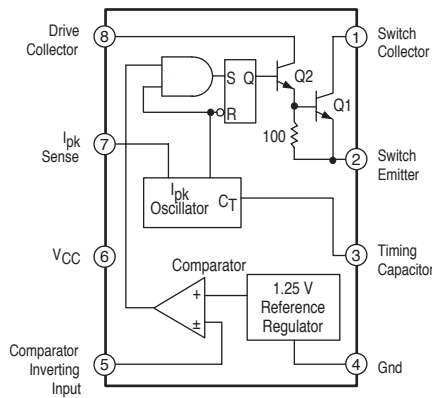 Drive
Collector
8
1
Switch
Collector
S
Q
R
Q2
Q1
100
Ipk
Sense
7
2
Switch
Emitter
Ipk
Oscillator
CT
VCC
6
3
Timing
Capacitor
Comparator
+
±
1.25 V
Reference
Regulator
Comparator
Inverting
Input
5
4
Gnd